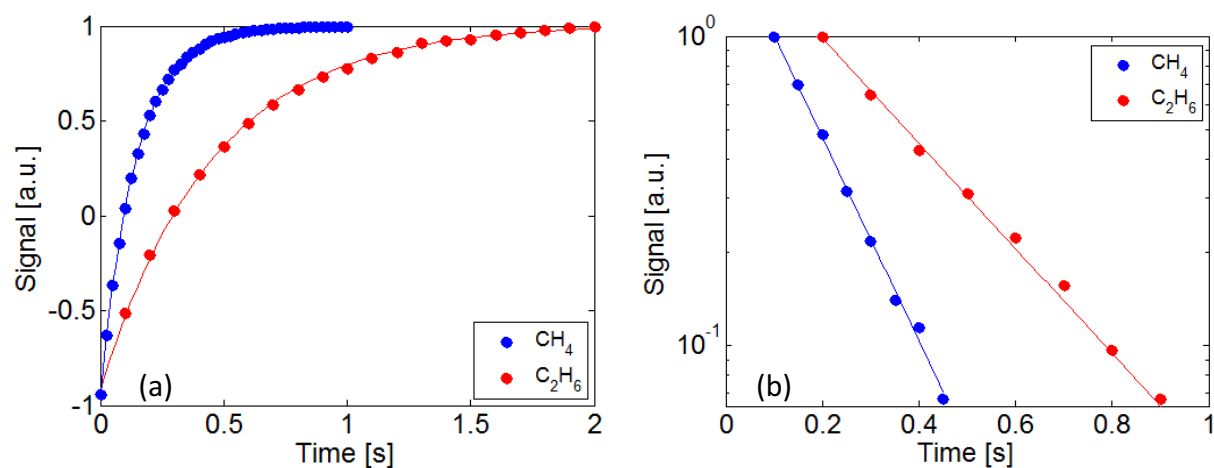 Signal [a.u.]
1
0.5
0
-0.5
-1
0 0.5 1 1.5 2
Time [s]
(a)
CH4
C2H6
Signal [a.u.]
10^0
10^-1
0 0.2 0.4 0.6 0.8 1
Time [s]
(b)
CH4
C2H6